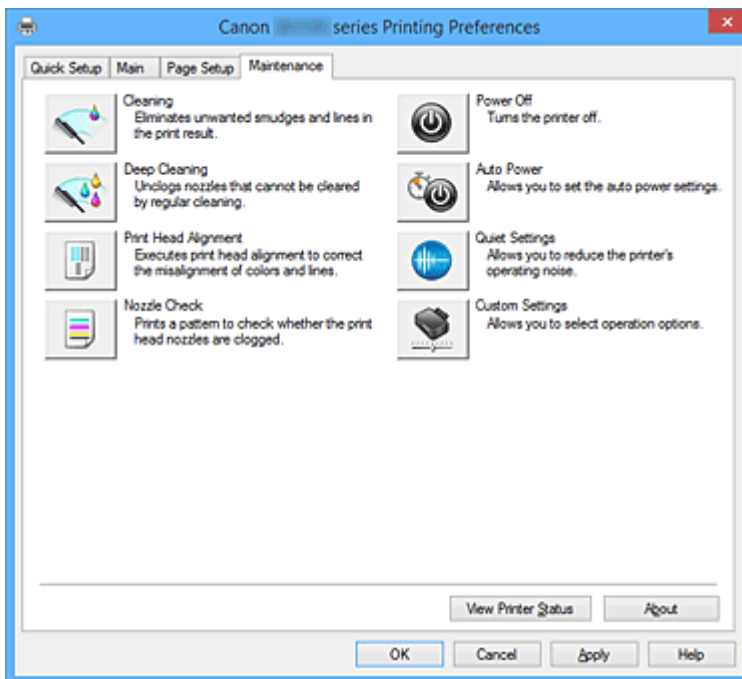 Canon series Printing Preferences
Quick Setup Main Page Setup Maintenance
Cleaning
Eliminates unwanted smudges and lines in
the print result.
Power Off
Turns the printer off.
Deep Cleaning
Unclogs nozzles that cannot be cleared
by regular cleaning.
Auto Power
Allows you to set the auto power settings.
Print Head Alignment
Executes print head alignment to correct
the misalignment of colors and lines.
Quiet Settings
Allows you to reduce the printer's
operating noise.
Nozzle Check
Prints a pattern to check whether the print
head nozzles are clogged.
Custom Settings
Allows you to select operation options.
View Printer Status About
OK Cancel Apply Help